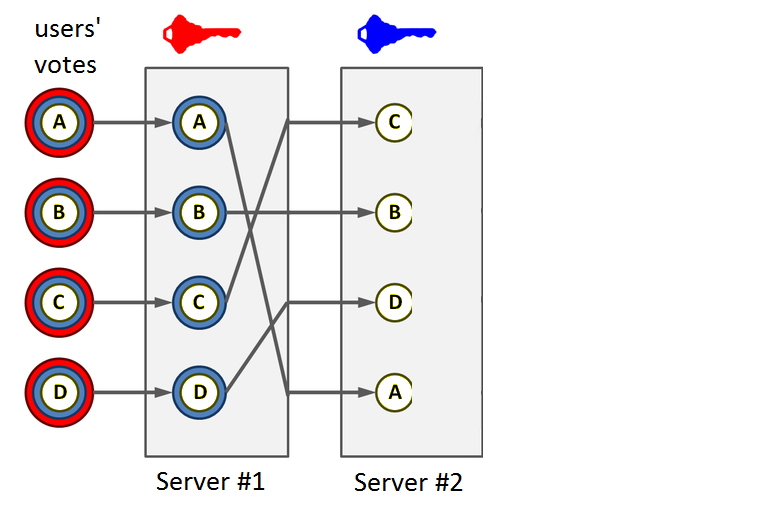 users'
votes
A A C
B B B
C C D
D D A
Server #1 Server #2